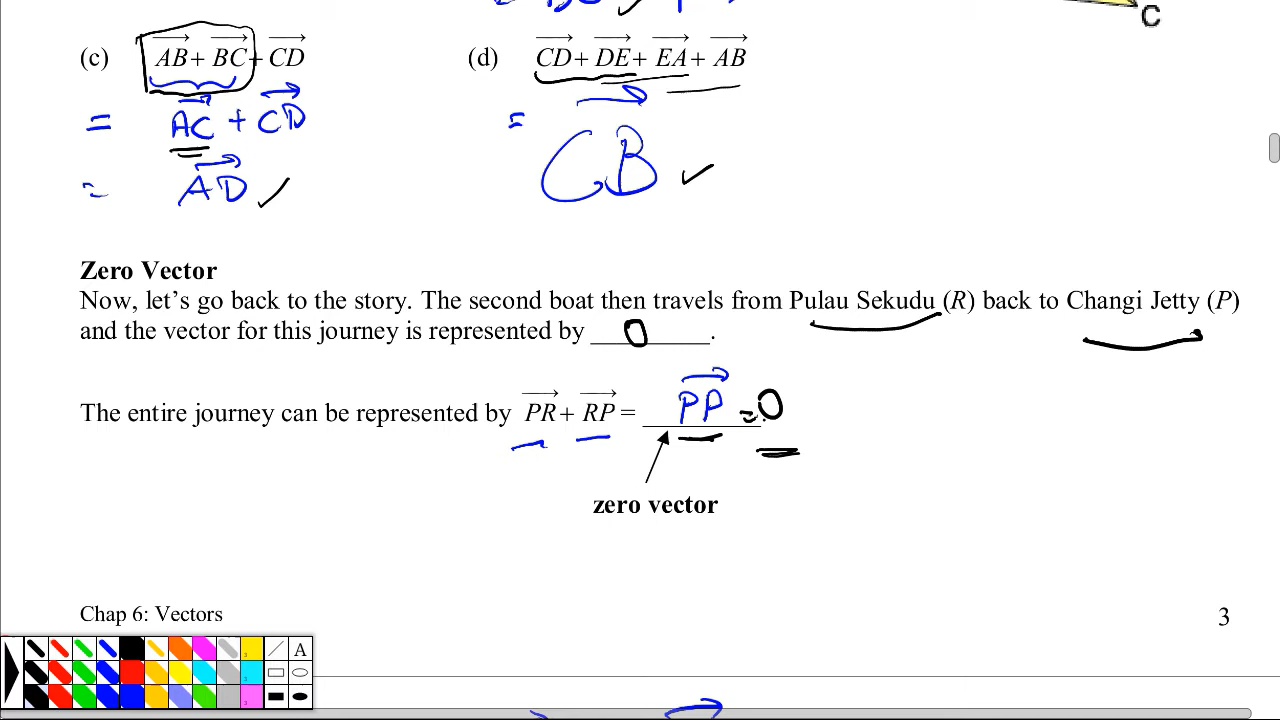 C
(c) AB + BC + CD
(d) CD + DE + EA + AB
= AC + CD
= CB ✓
= AD ✓
Zero Vector
Now, let's go back to the story. The second boat then travels from Pulau Sekudu (R) back to Changi Jetty (P)
and the vector for this journey is represented by ___0___.
The entire journey can be represented by PR + RP = PP = 0
zero vector
Chap 6: Vectors
3
A